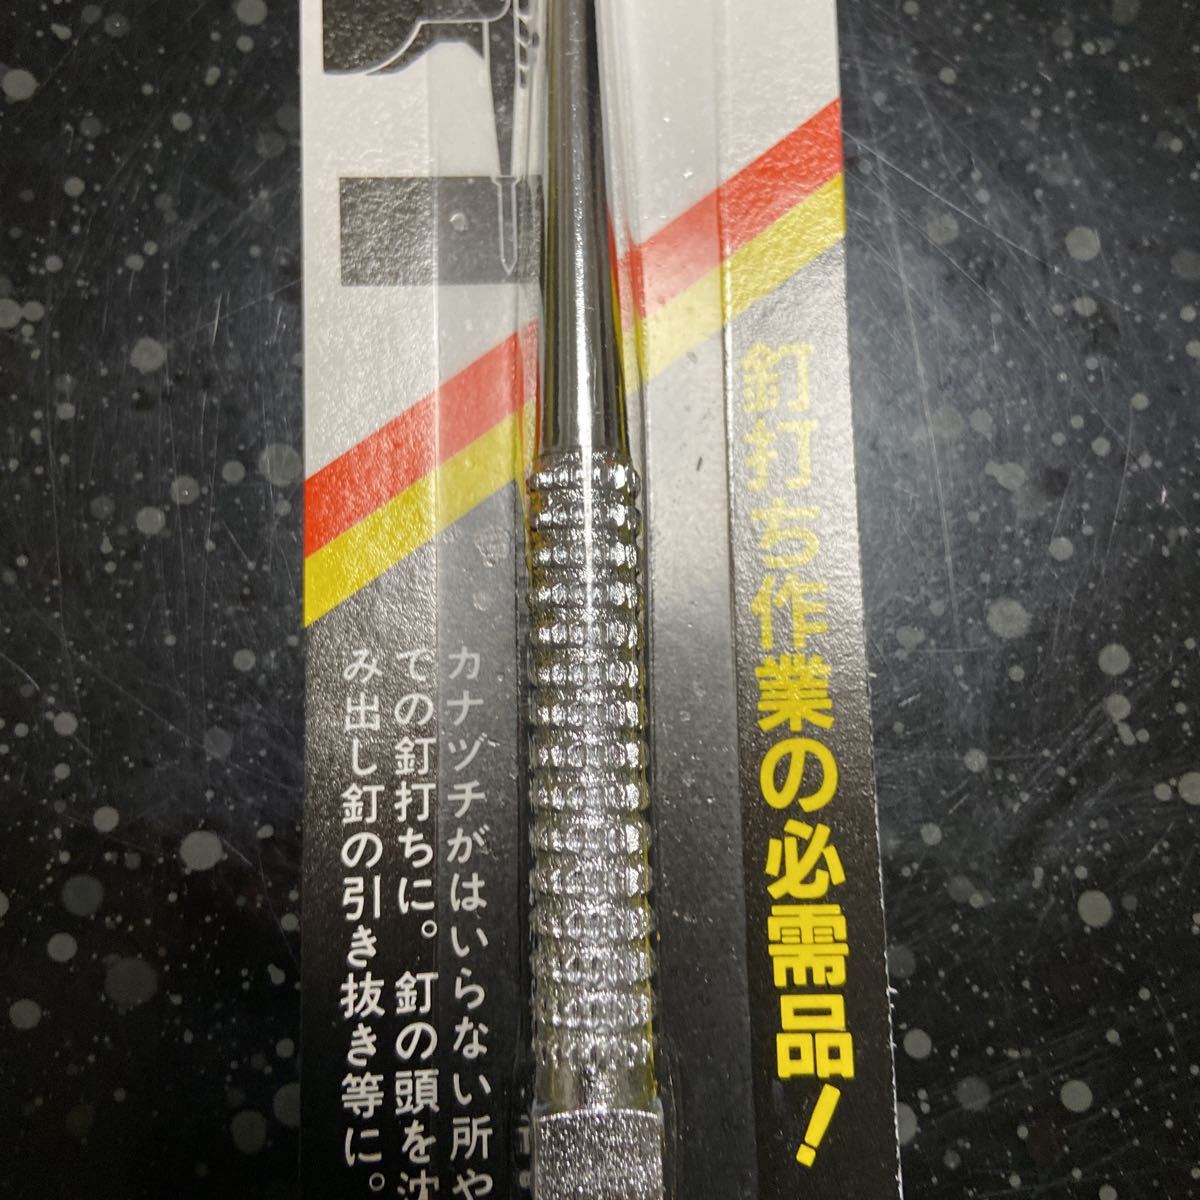 釘打ち作業の必需品！
カナヅチがはいらない所や
ての釘打ちに。釘の頭を沈
み出し釘の引き抜き等に。